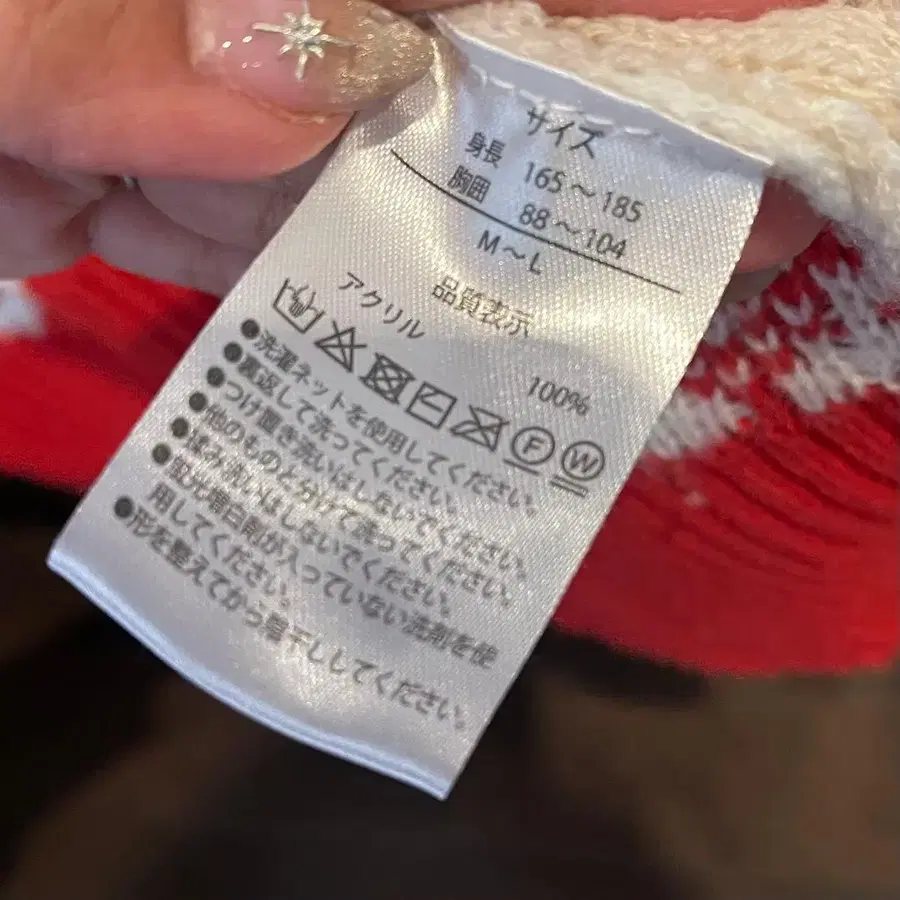 サイズ
身長 165～185
胸囲 88～104
M～L
品質表示
アクリル 100%
F W
●洗濯ネットを使用してください。
●裏返して洗ってください。
●つけ置き洗いはしないでください。
●他のものと分けて洗ってください。
●もみ洗いはしないでください。
●蛍光増白剤が入っていない洗剤を使
用してください。
●形を整えてから陰干ししてください。